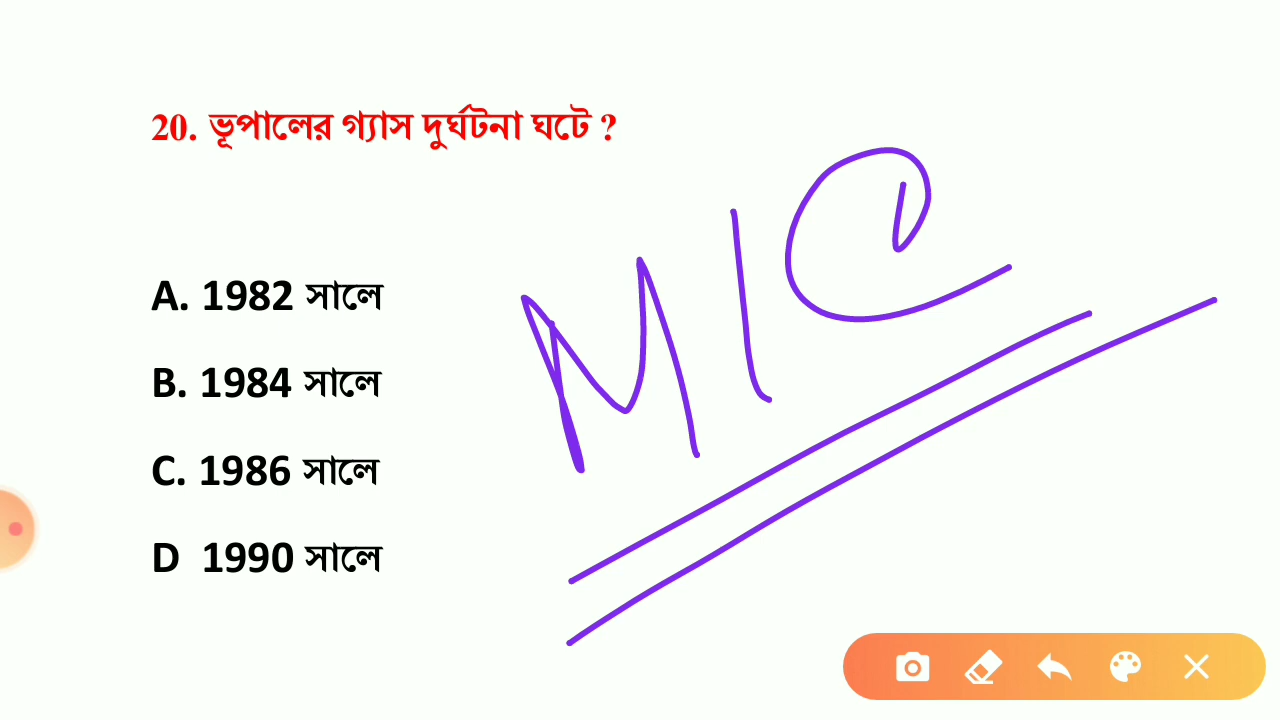 20. ভূপালের গ্যাস দুর্ঘটনা ঘটে ?
MIC
A. 1982 সালে
B. 1984 সালে
C. 1986 সালে
D 1990 সালে